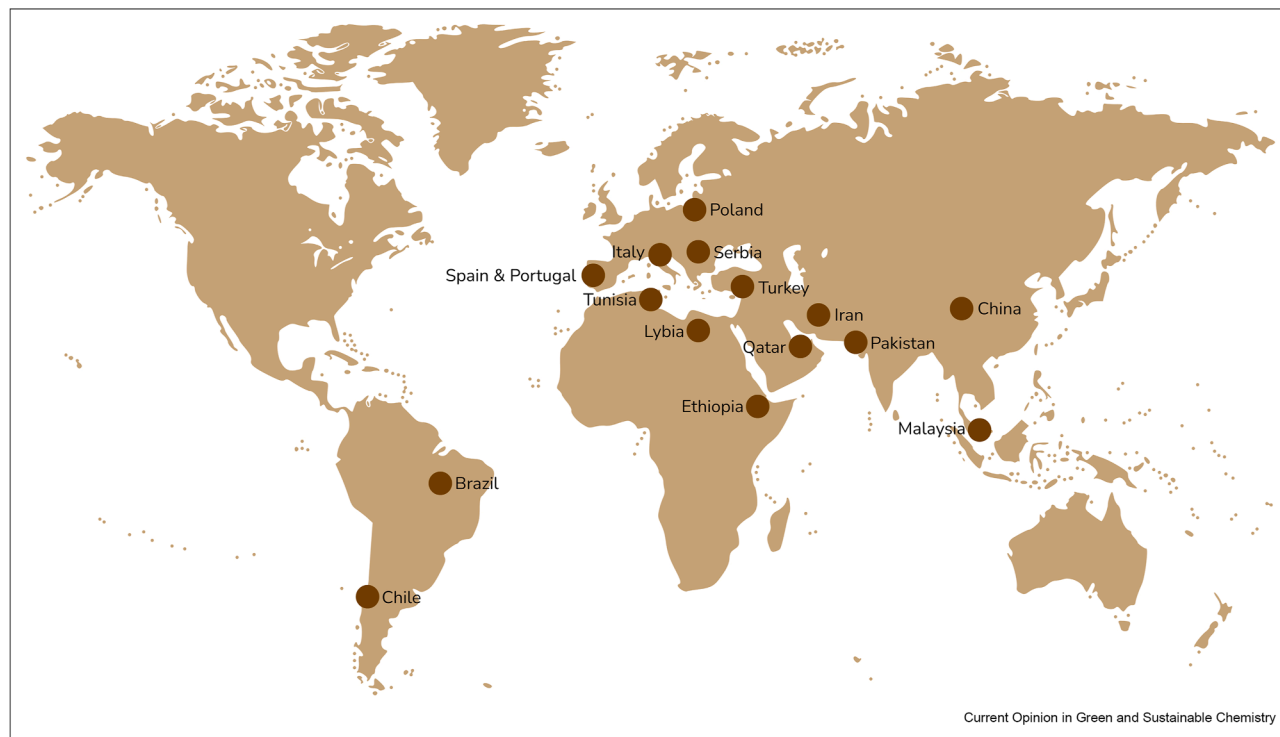 Poland
Italy
Serbia
Spain & Portugal
Turkey
Tunisia
China
Iran
Lybia
Qatar
Pakistan
Ethiopia
Malaysia
Brazil
Chile
Current Opinion in Green and Sustainable Chemistry